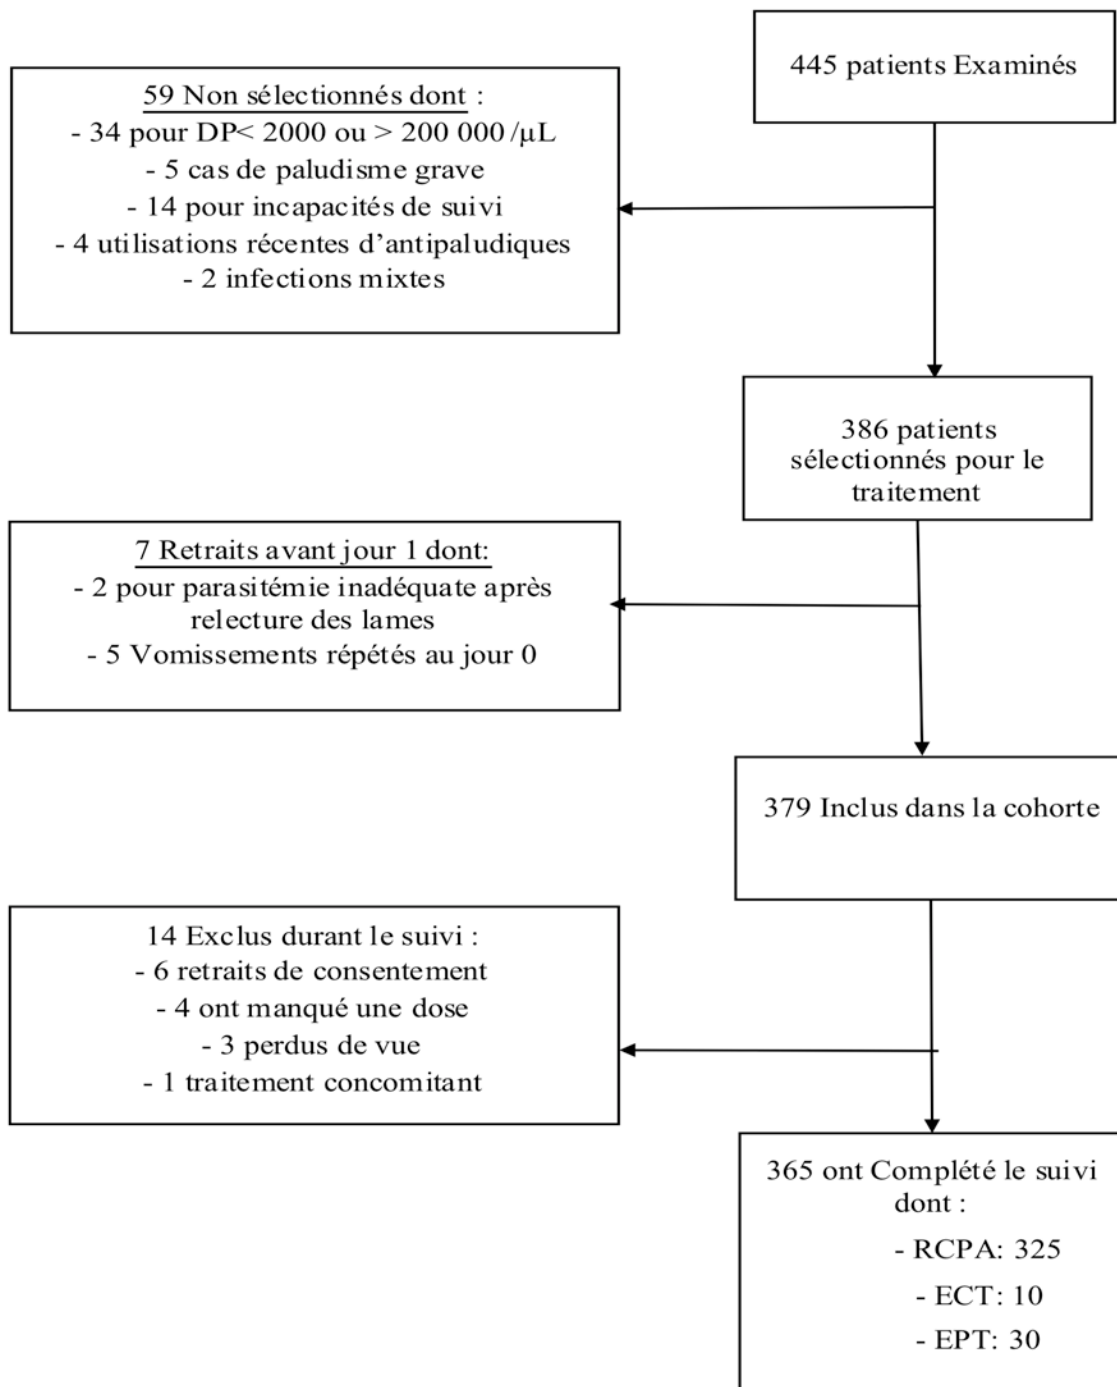 445 patients Examinés
59 Non sélectionnés dont :
- 34 pour DP< 2000 ou > 200 000 /µL
- 5 cas de paludisme grave
- 14 pour incapacités de suivi
- 4 utilisations récentes d’antipaludiques
- 2 infections mixtes
386 patients
sélectionnés pour le
traitement
7 Retraits avant jour 1 dont:
- 2 pour parasitémie inadéquate après
relecture des lames
- 5 Vomissements répétés au jour 0
379 Inclus dans la cohorte
14 Exclus durant le suivi :
- 6 retraits de consentement
- 4 ont manqué une dose
- 3 perdus de vue
- 1 traitement concomitant
365 ont Complété le suivi
dont :
- RCPA: 325
- ECT: 10
- EPT: 30